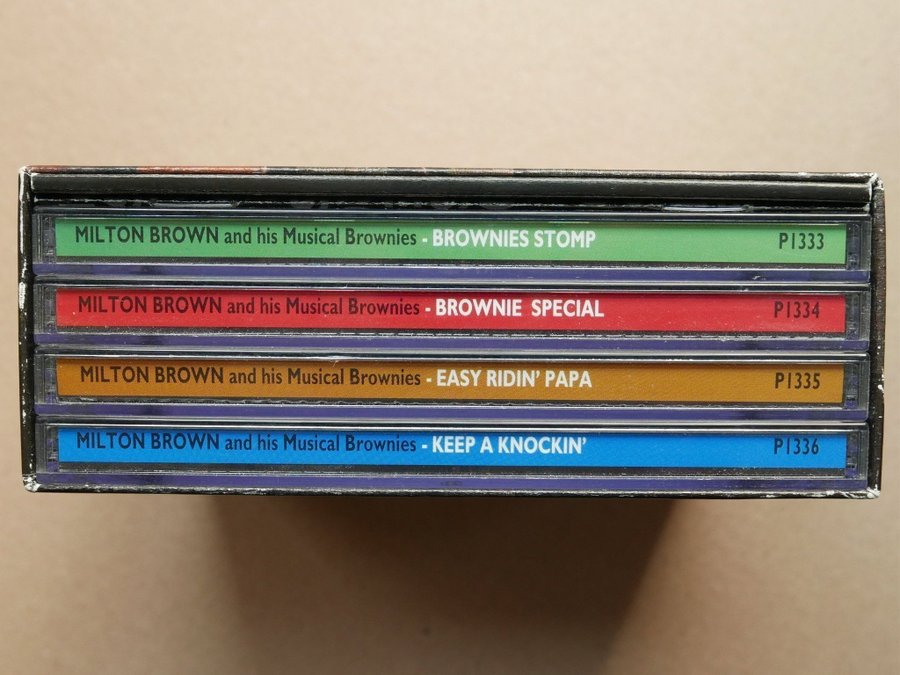 MILTON BROWN and his Musical Brownies - BROWNIES STOMP P1333
MILTON BROWN and his Musical Brownies - BROWNIE SPECIAL P1334
MILTON BROWN and his Musical Brownies - EASY RIDIN' PAPA P1335
MILTON BROWN and his Musical Brownies - KEEP A KNOCKIN' P1336